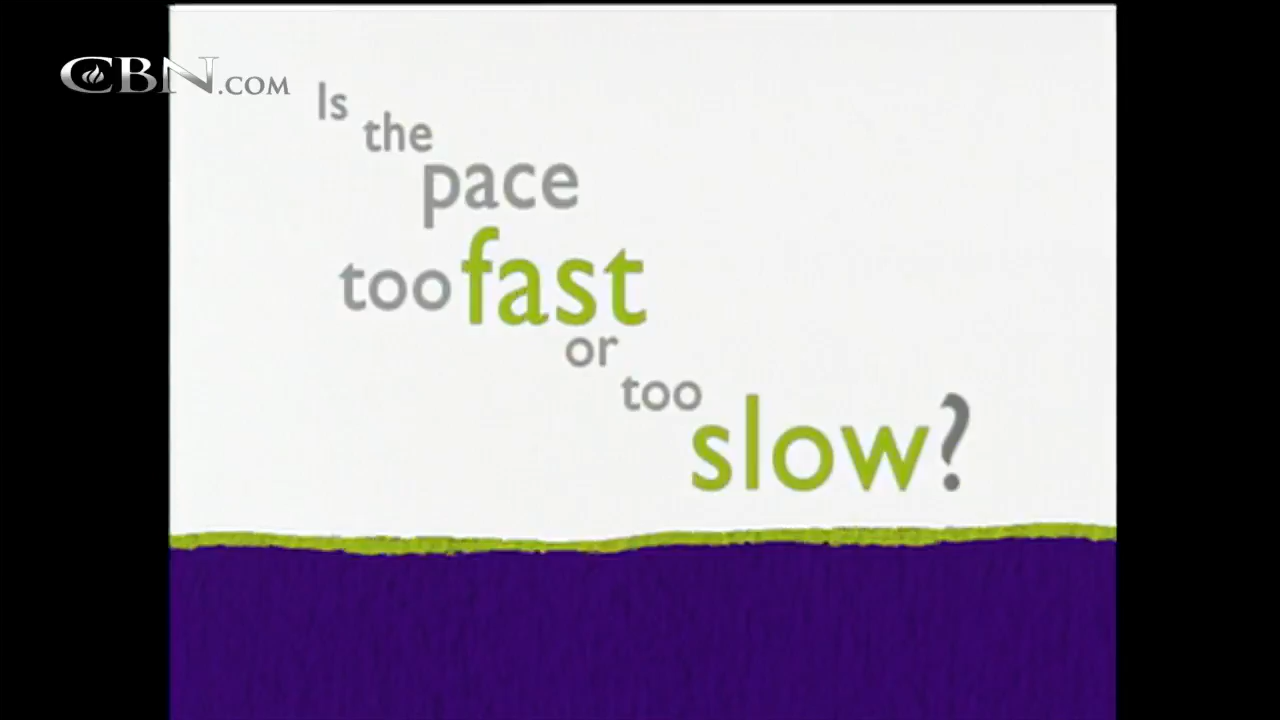 CBN.COM
Is
the
pace
too fast
or
too
slow?